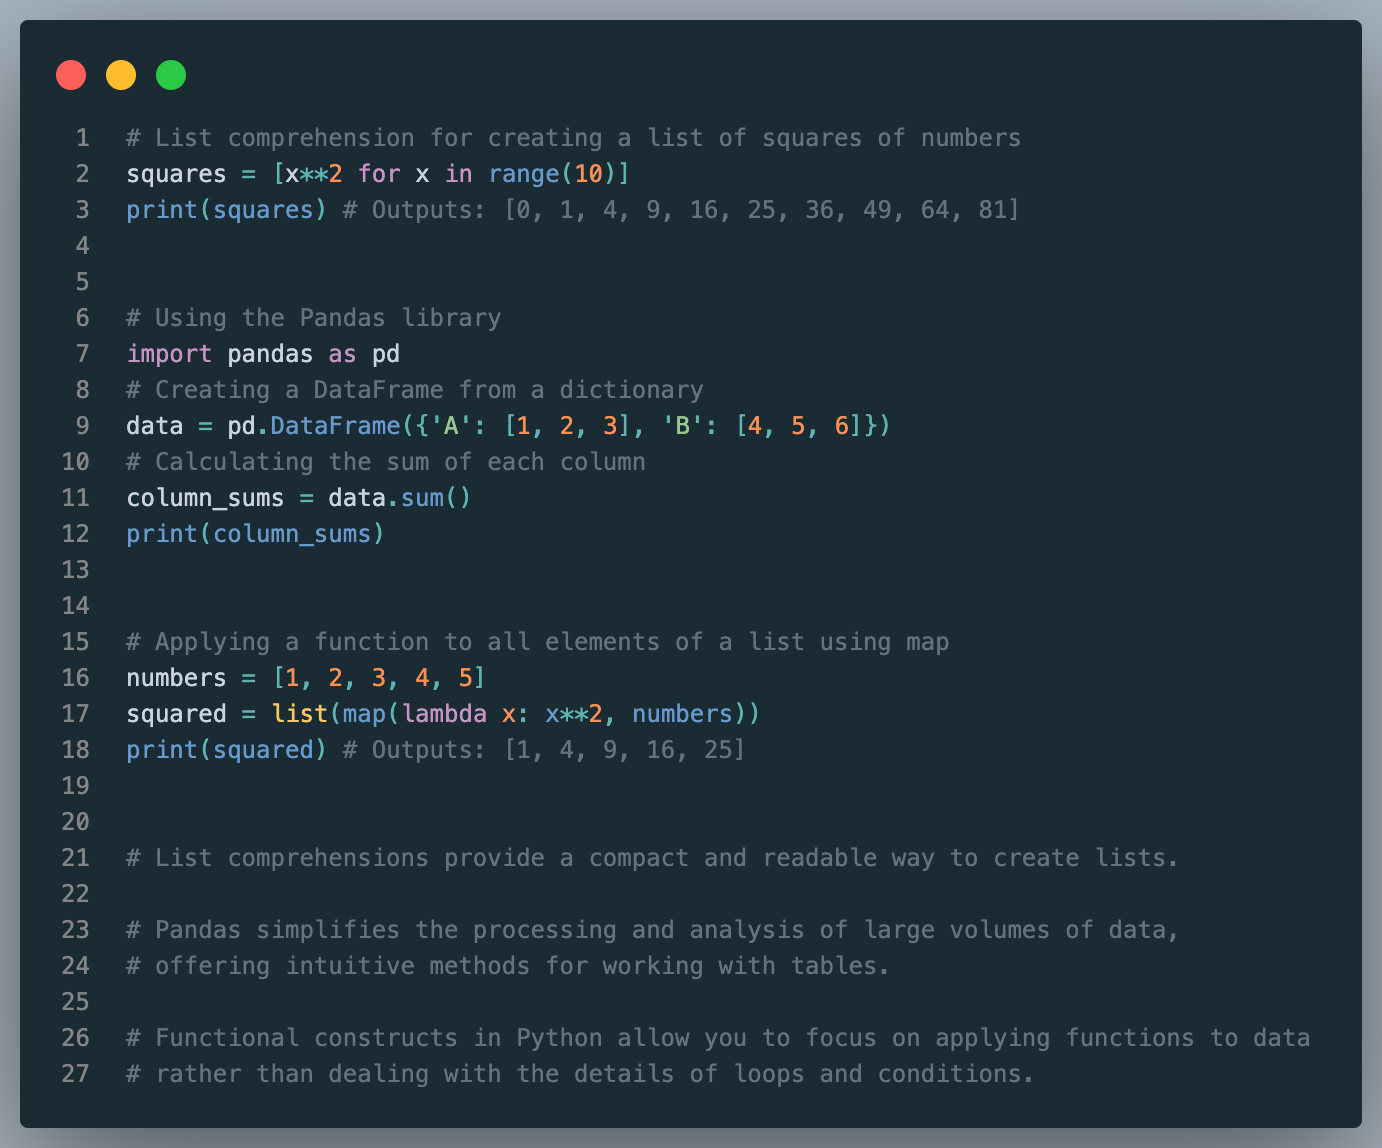 1 # List comprehension for creating a list of squares of numbers
2 squares = [x**2 for x in range(10)]
3 print(squares) # Outputs: [0, 1, 4, 9, 16, 25, 36, 49, 64, 81]
4
5
6 # Using the Pandas library
7 import pandas as pd
8 # Creating a DataFrame from a dictionary
9 data = pd.DataFrame({'A': [1, 2, 3], 'B': [4, 5, 6]})
10 # Calculating the sum of each column
11 column_sums = data.sum()
12 print(column_sums)
13
14
15 # Applying a function to all elements of a list using map
16 numbers = [1, 2, 3, 4, 5]
17 squared = list(map(lambda x: x**2, numbers))
18 print(squared) # Outputs: [1, 4, 9, 16, 25]
19
20
21 # List comprehensions provide a compact and readable way to create lists.
22
23 # Pandas simplifies the processing and analysis of large volumes of data,
24 # offering intuitive methods for working with tables.
25
26 # Functional constructs in Python allow you to focus on applying functions to data
27 # rather than dealing with the details of loops and conditions.